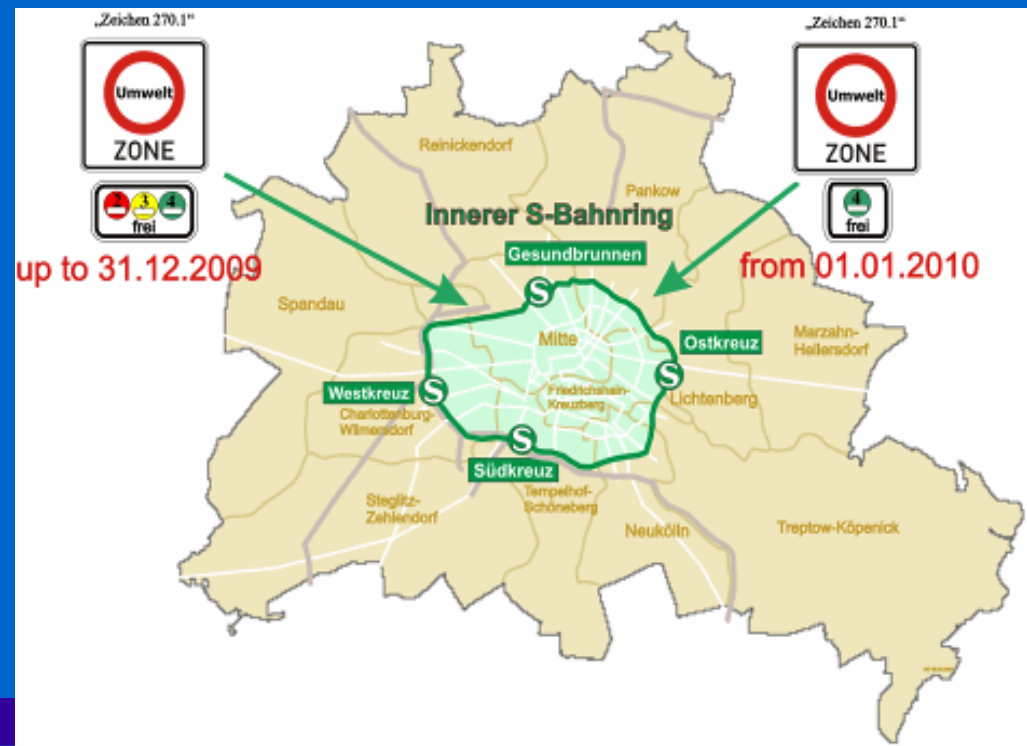 „Zeichen 270.1“
Umwelt
ZONE
2 3 4
frei
up to 31.12.2009
„Zeichen 270.1“
Umwelt
ZONE
4
frei
from 01.01.2010
Reinickendorf
Pankow
Innerer S-Bahnring
Gesundbrunnen
S
Spandau
Mitte
Ostkreuz
S
Marzahn-
Hellersdorf
Westkreuz
S
Friedrichshain-
Kreuzberg
Lichtenberg
Charlottenburg-
Wilmersdorf
S
Südkreuz
Steglitz-
Zehlendorf
Tempelhof-
Schöneberg
Neukölln
Treptow-Köpenick